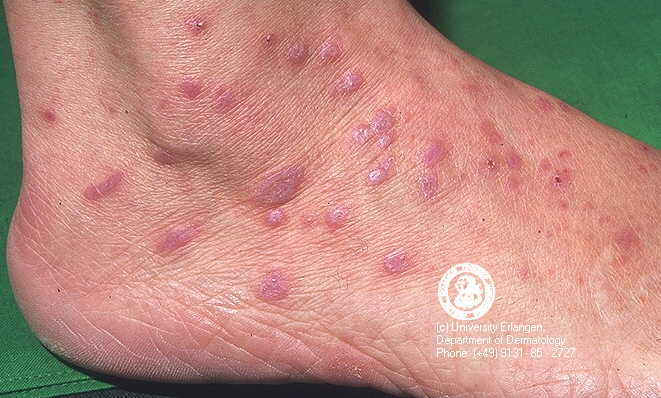 (c) University Erlangen,
Department of Dermatology
Phone: (+49) 9131- 85 - 2727